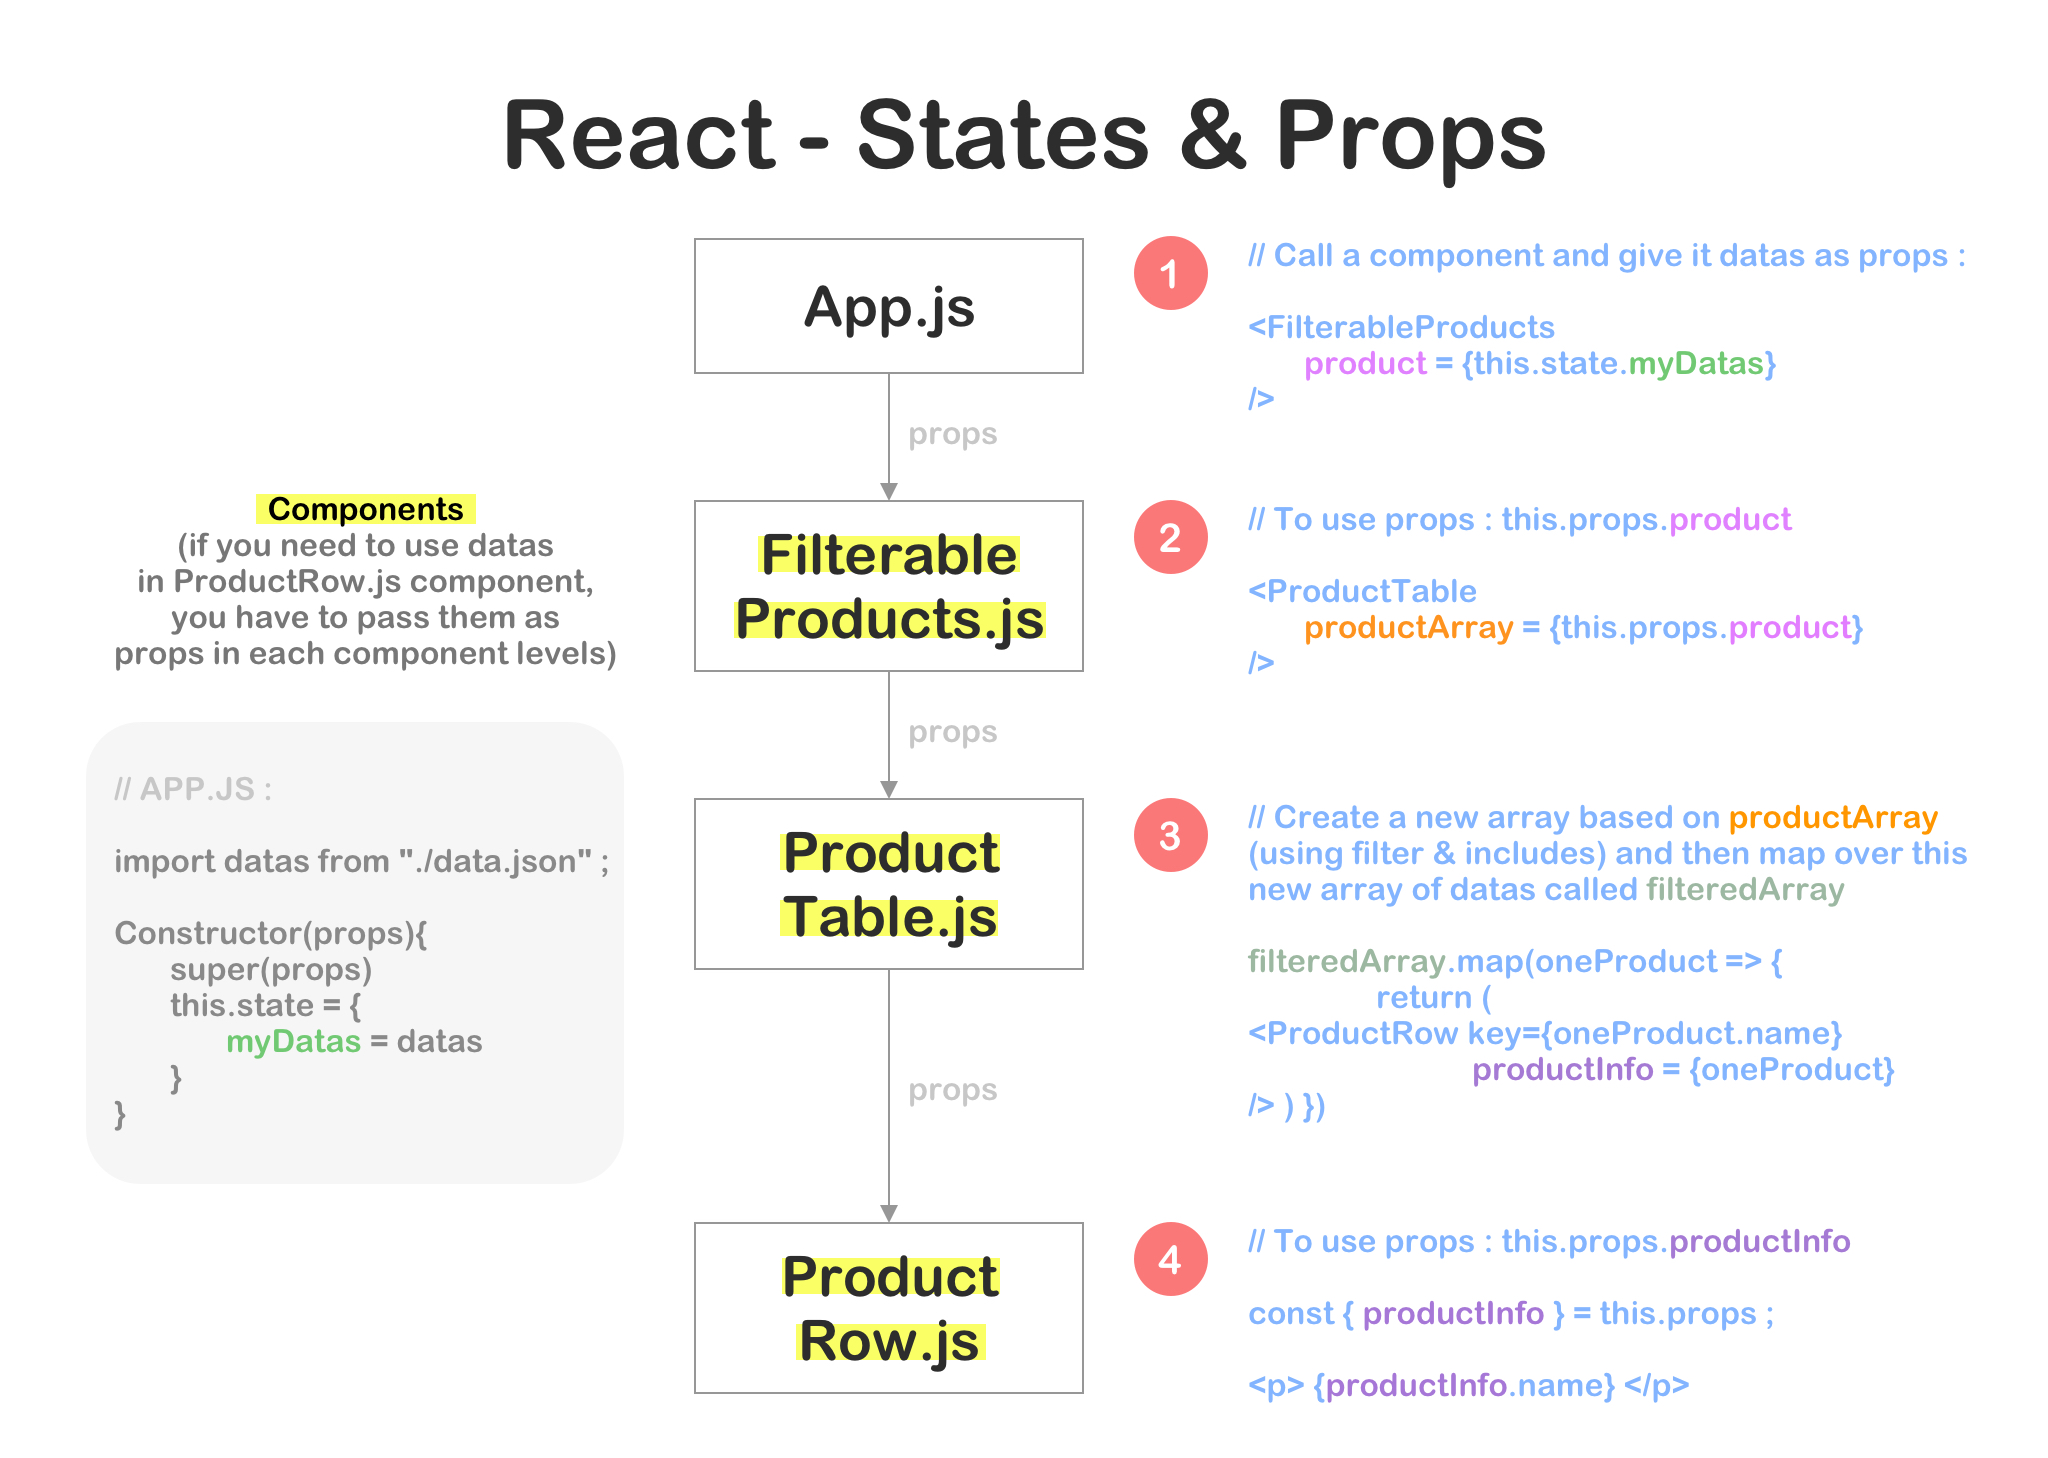 React - States & Props
App.js
props
Filterable
Products.js
props
Product
Table.js
props
Product
Row.js
Components
(if you need to use datas
in ProductRow.js component,
you have to pass them as
props in each component levels)
// APP.JS :
import datas from "./data.json" ;
Constructor(props){
super(props)
this.state = {
myDatas = datas
}
}
1
// Call a component and give it datas as props :
<FilterableProducts
product = {this.state.myDatas}
/>
2
// To use props : this.props.product
<ProductTable
productArray = {this.props.product}
/>
3
// Create a new array based on productArray
(using filter & includes) and then map over this
new array of datas called filteredArray
filteredArray.map(oneProduct => {
return (
<ProductRow key={oneProduct.name}
productInfo = {oneProduct}
/> ) })
4
// To use props : this.props.productInfo
const { productInfo } = this.props ;
<p> {productInfo.name} </p>